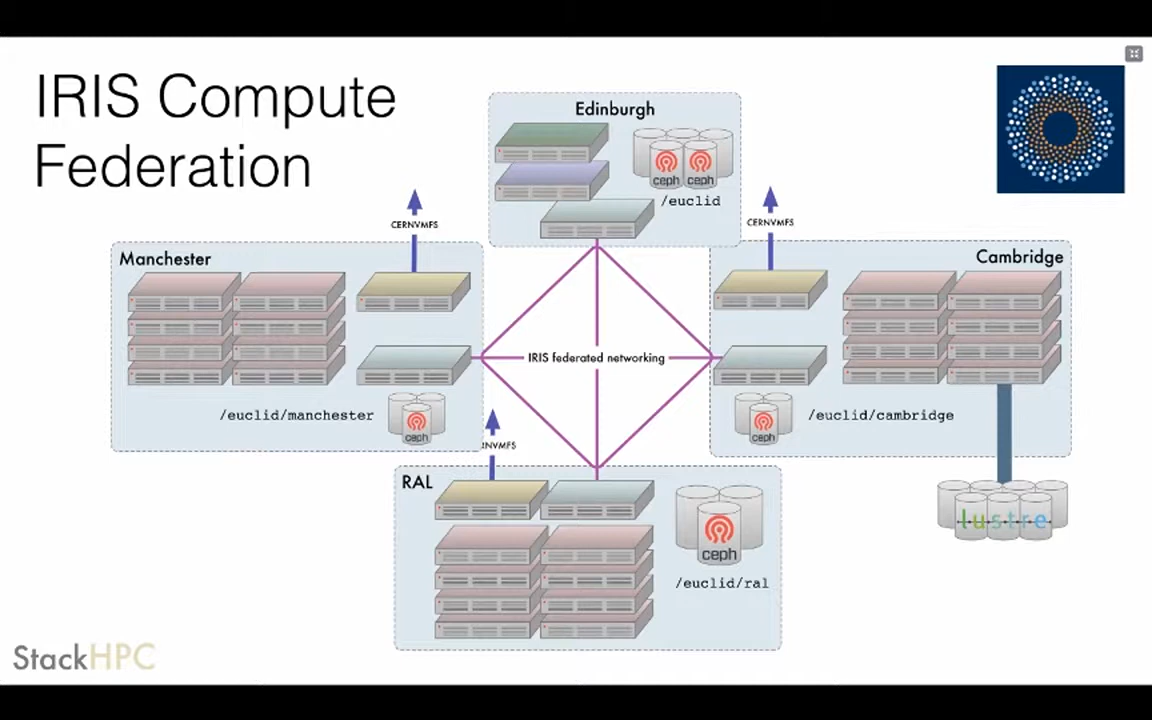 IRIS Compute
Federation
Edinburgh
ceph ceph
/euclid
CERNVMFS
CERNVMFS
Manchester
Cambridge
IRIS federated networking
/euclid/manchester
ceph
ceph
/euclid/cambridge
RNVMFS
RAL
ceph
/euclid/ral
lustre
StackHPC